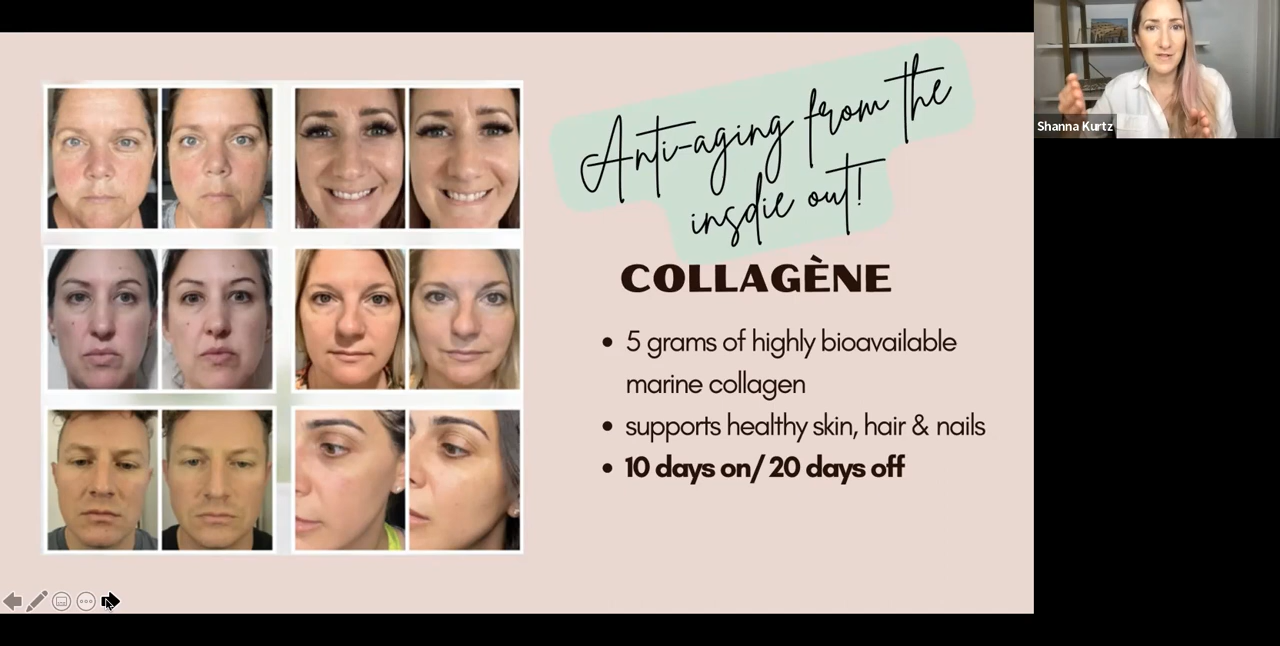 Anti-aging from the
insdie out!
COLLAGÈNE
• 5 grams of highly bioavailable
marine collagen
• supports healthy skin, hair & nails
• 10 days on/ 20 days off
Shanna Kurtz